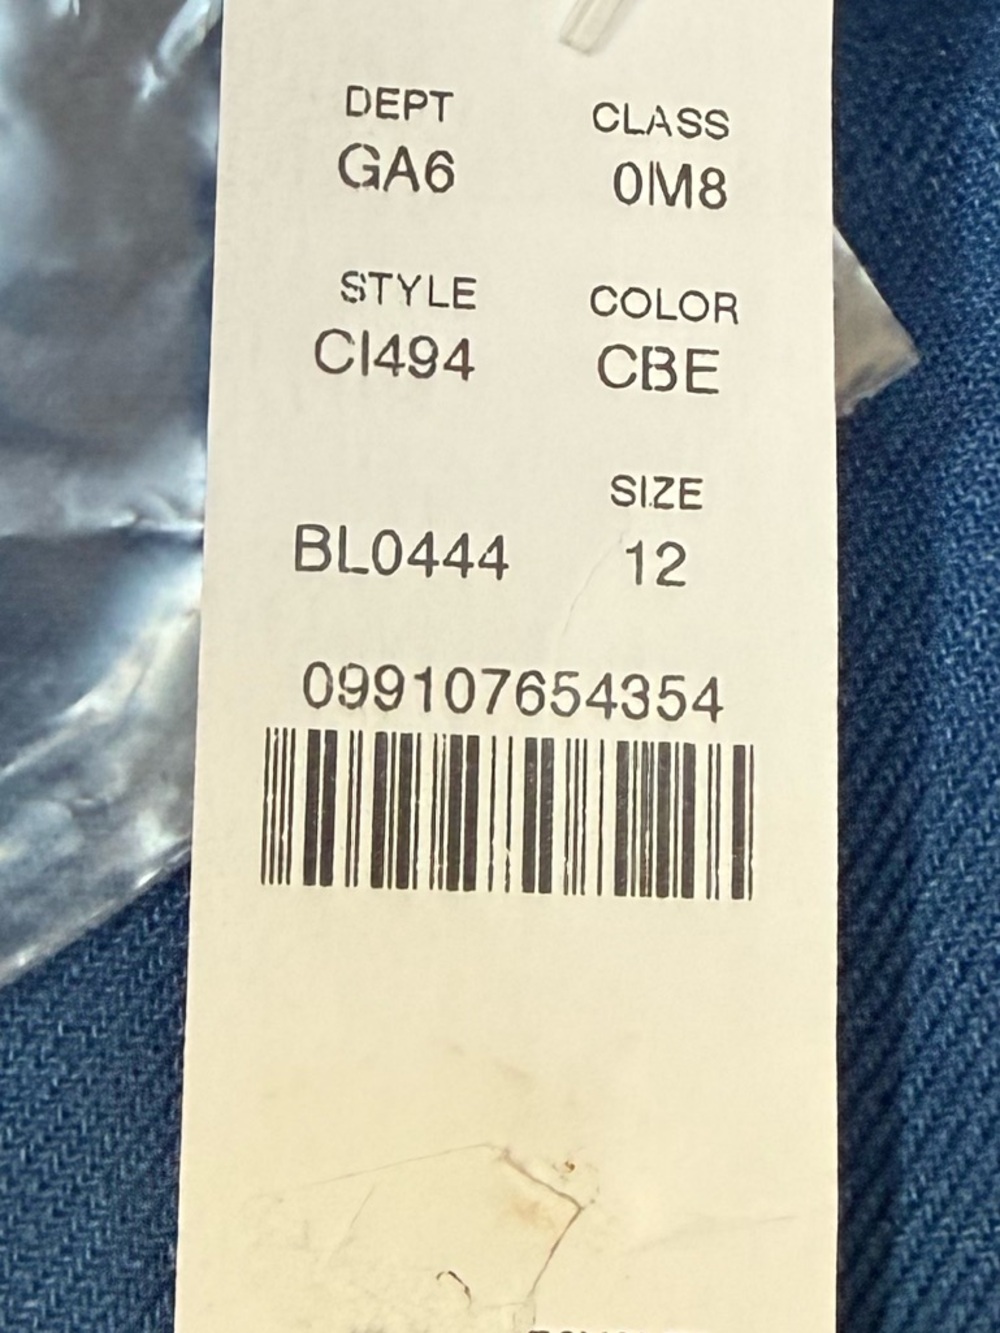 DEPT CLASS
GA6 0M8
STYLE COLOR
CI494 CBE
SIZE
BL0444 12
099107654354